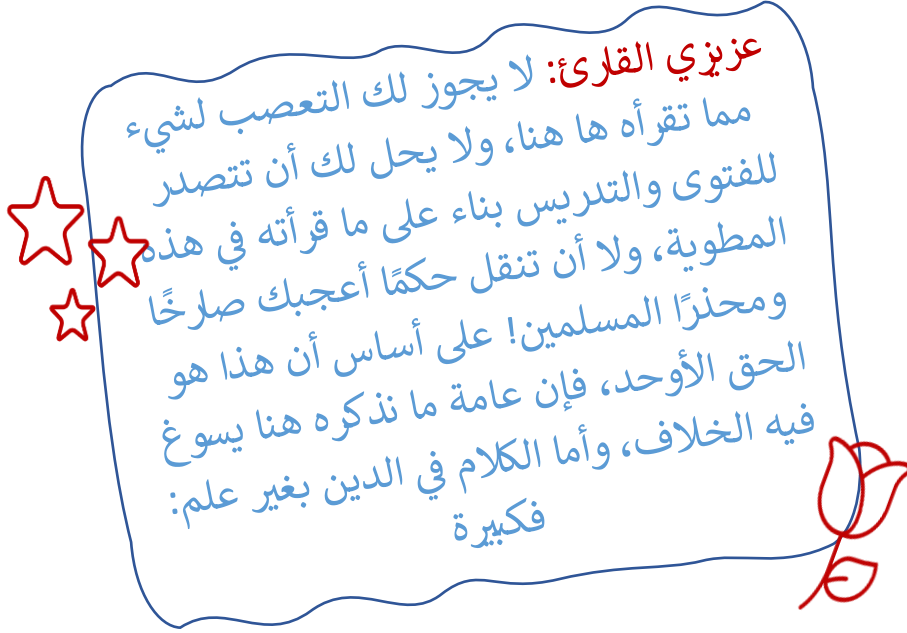 عزيزي القارئ: لا يجوز لك التعصب لشيء
مما تقرأه ها هنا، ولا يحل لك أن تتصدر
للفتوى والتدريس بناء على ما قرأته في هذه
المطوية، ولا أن تنقل حكمًا أعجبك صارخًا
ومحذرًا المسلمين! على أساس أن هذا هو
الحق الأوحد، فإن عامة ما نذكره هنا يسوغ
فيه الخلاف، وأما الكلام في الدين بغير علم:
فكبيرة